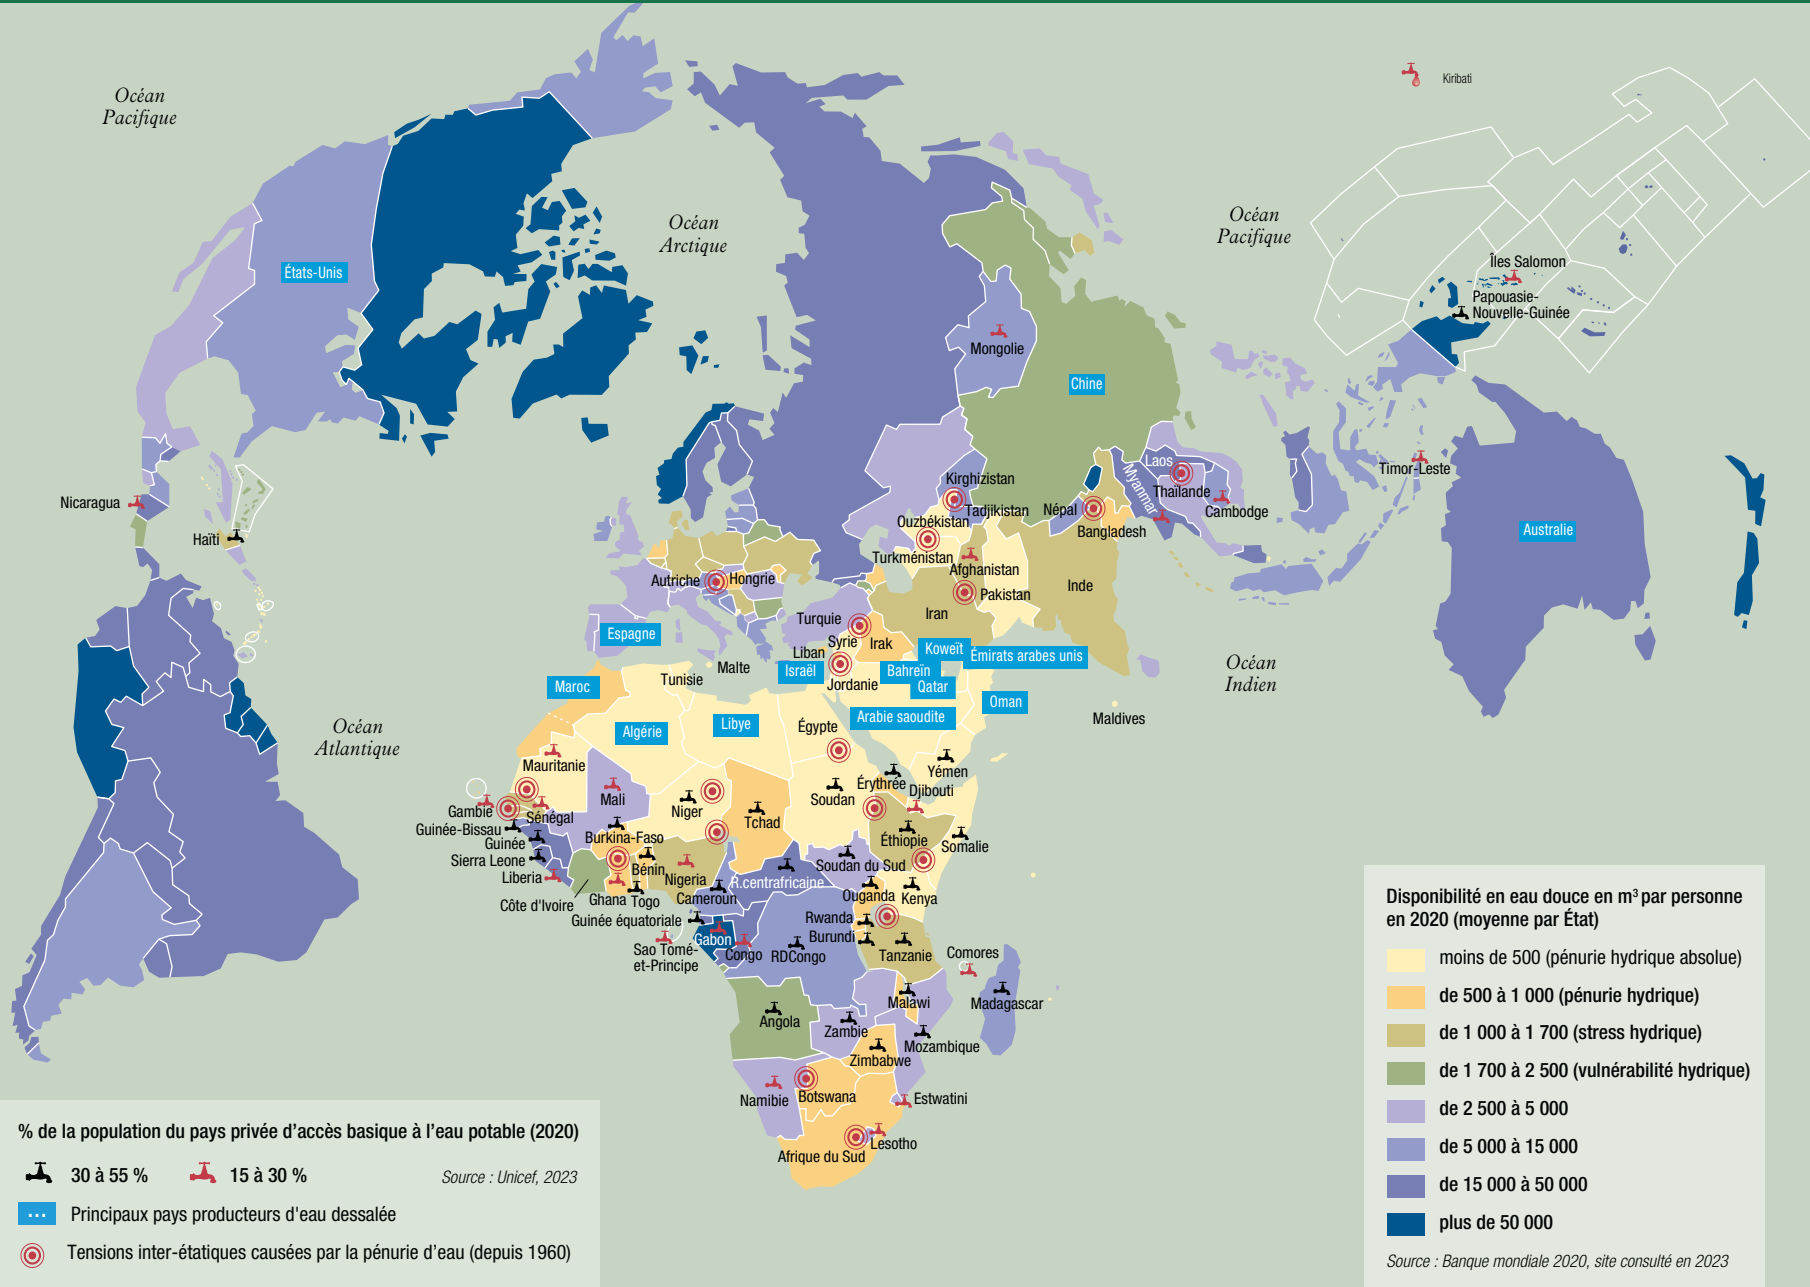 Océan
Pacifique
Océan
Arctique
Océan
Pacifique
Kiribati
États-Unis
Îles Salomon
Papouasie-
Nouvelle-Guinée
Mongolie
Chine
Timor-Leste
Australie
Nicaragua
Haïti
Kirghizistan
Tadjikistan
Ouzbékistan
Turkménistan
Afghanistan
Népal
Bangladesh
Myanmar
Laos
Thaïlande
Cambodge
Autriche
Hongrie
Inde
Pakistan
Iran
Turquie
Syrie
Irak
Liban
Espagne
Koweït
Émirats arabes unis
Israël
Bahreïn
Qatar
Jordanie
Oman
Arabie saoudite
Malte
Tunisie
Maroc
Algérie
Libye
Égypte
Océan
Indien
Maldives
Océan
Atlantique
Mauritanie
Mali
Niger
Tchad
Soudan
Érythrée
Yémen
Djibouti
Gambie
Sénégal
Guinée-Bissau
Guinée
Sierra Leone
Liberia
Burkina-Faso
Bénin
Nigeria
Côte d'Ivoire
Ghana
Togo
Cameroun
R.centrafricaine
Soudan du Sud
Éthiopie
Somalie
Ouganda
Kenya
Guinée équatoriale
Sao Tomé-
et-Principe
Gabon
Congo
RDCongo
Rwanda
Burundi
Tanzanie
Comores
Madagascar
Malawi
Angola
Zambie
Mozambique
Zimbabwe
Namibie
Botswana
Estwatini
Lesotho
Afrique du Sud
% de la population du pays privée d'accès basique à l'eau potable (2020)
30 à 55 %
15 à 30 %
Source : Unicef, 2023
...
Principaux pays producteurs d'eau dessalée
Tensions inter-étatiques causées par la pénurie d'eau (depuis 1960)
Disponibilité en eau douce en m³ par personne
en 2020 (moyenne par État)
moins de 500 (pénurie hydrique absolue)
de 500 à 1 000 (pénurie hydrique)
de 1 000 à 1 700 (stress hydrique)
de 1 700 à 2 500 (vulnérabilité hydrique)
de 2 500 à 5 000
de 5 000 à 15 000
de 15 000 à 50 000
plus de 50 000
Source : Banque mondiale 2020, site consulté en 2023